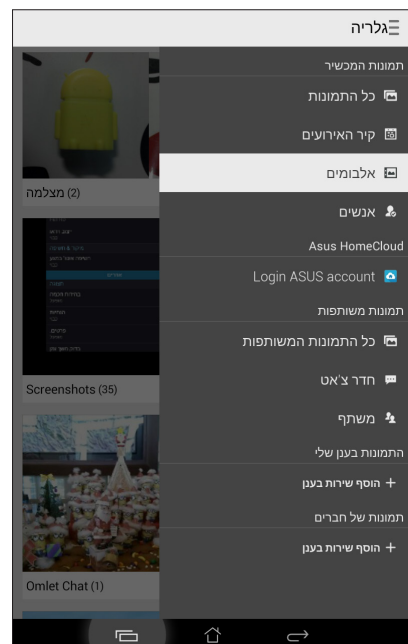 גלריה
תמונות המכשיר
כל התמונות
קיר האירועים
אלבומים
אנשים
Asus HomeCloud
Login ASUS account
תמונות משותפות
כל התמונות המשותפות
חדר צ'אט
משתף
התמונות בענן שלי
+ הוסף שירות בענן
תמונות של חברים
+ הוסף שירות בענן
מצלמה (2)
Screenshots (35)
Omlet Chat (1)